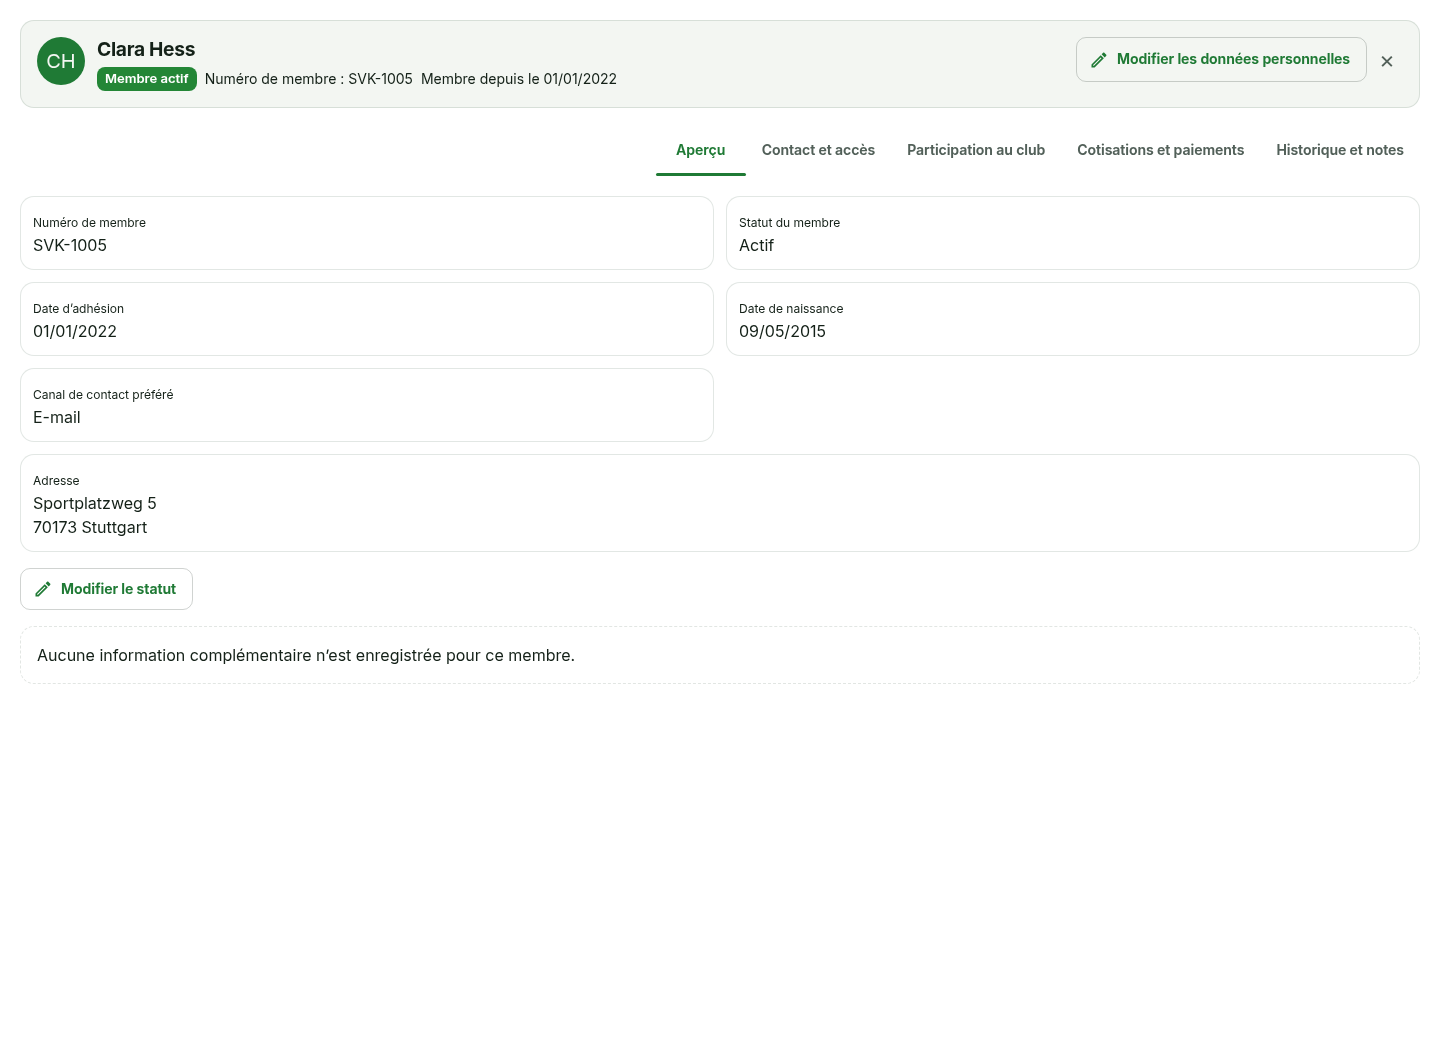 CH
Clara Hess
Membre actif Numéro de membre : SVK-1005 Membre depuis le 01/01/2022
Modifier les données personnelles
Aperçu Contact et accès Participation au club Cotisations et paiements Historique et notes
Numéro de membre
SVK-1005
Statut du membre
Actif
Date d’adhésion
01/01/2022
Date de naissance
09/05/2015
Canal de contact préféré
E-mail
Adresse
Sportplatzweg 5
70173 Stuttgart
Modifier le statut
Aucune information complémentaire n’est enregistrée pour ce membre.